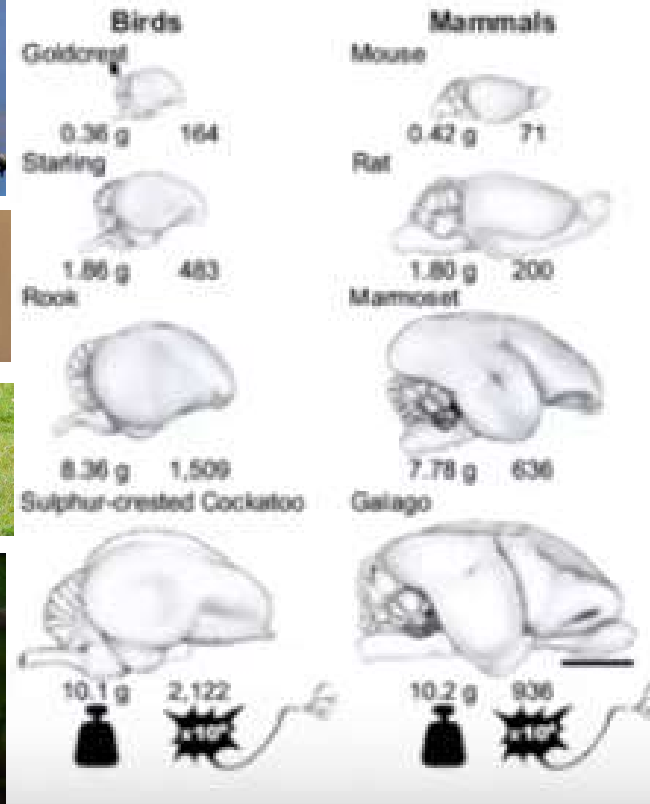 Birds
Goldcrest
0.36 g 164
Starling
1.86 g 483
Rook
8.36 g 1,509
Sulphur-crested Cockatoo
10.1 g 2,122
Mammals
Mouse
0.42 g 71
Rat
1.80 g 200
Marmoset
7.78 g 636
Galago
10.2 g 936